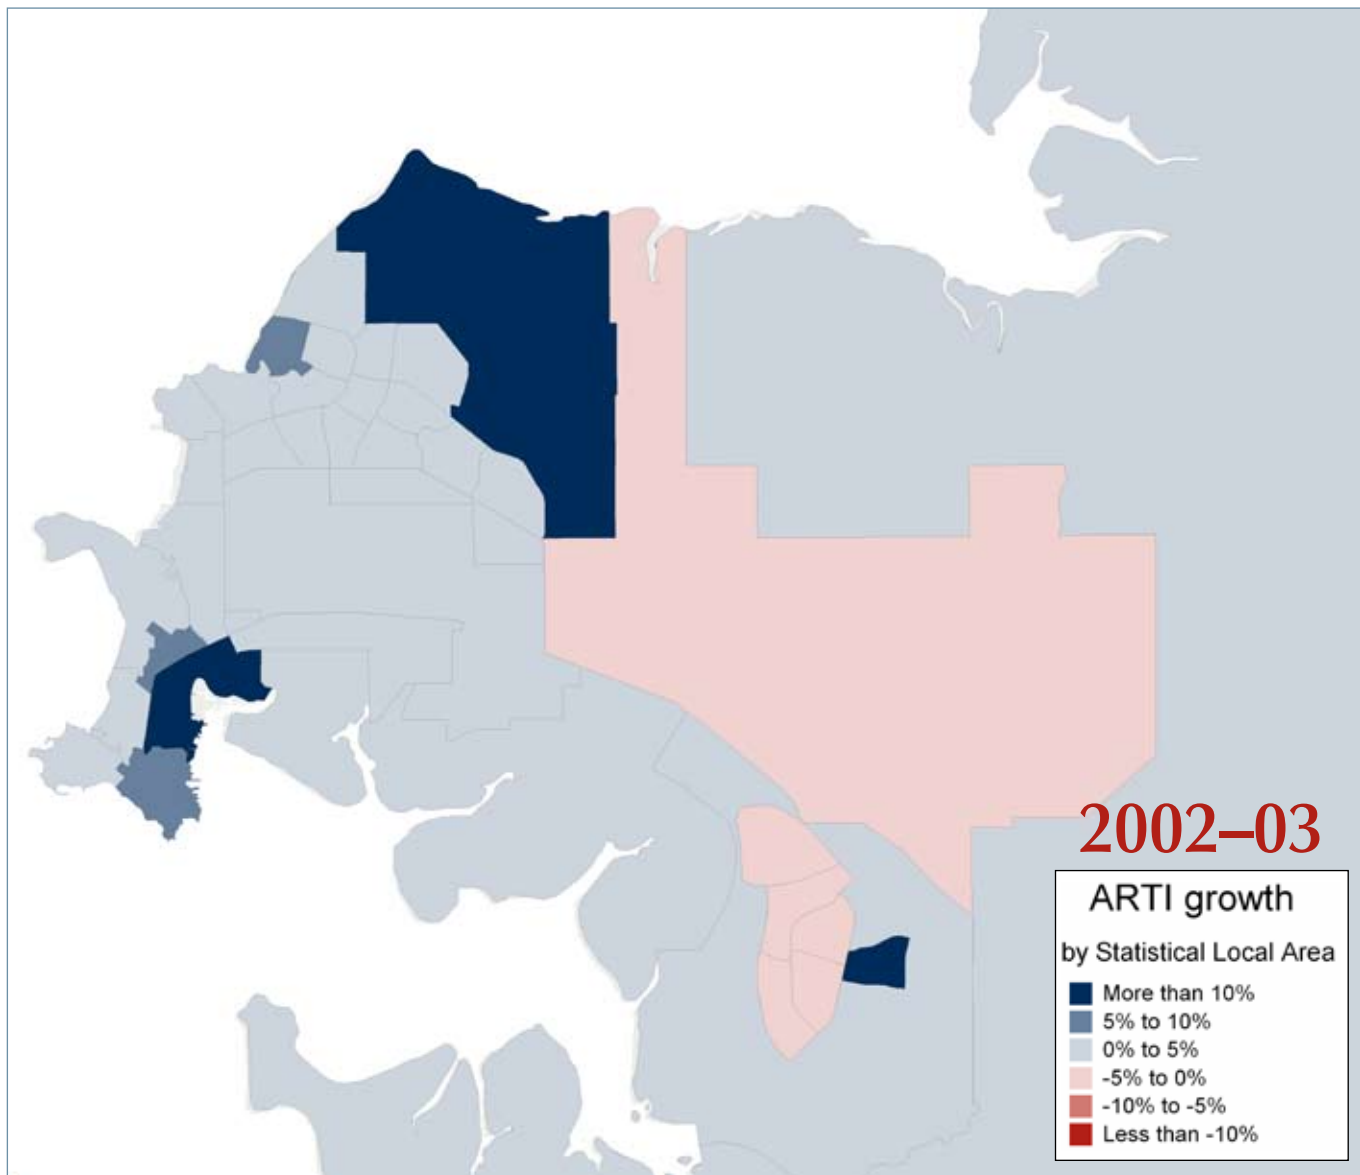 2002–03
ARTI growth
by Statistical Local Area
More than 10%
5% to 10%
0% to 5%
-5% to 0%
-10% to -5%
Less than -10%